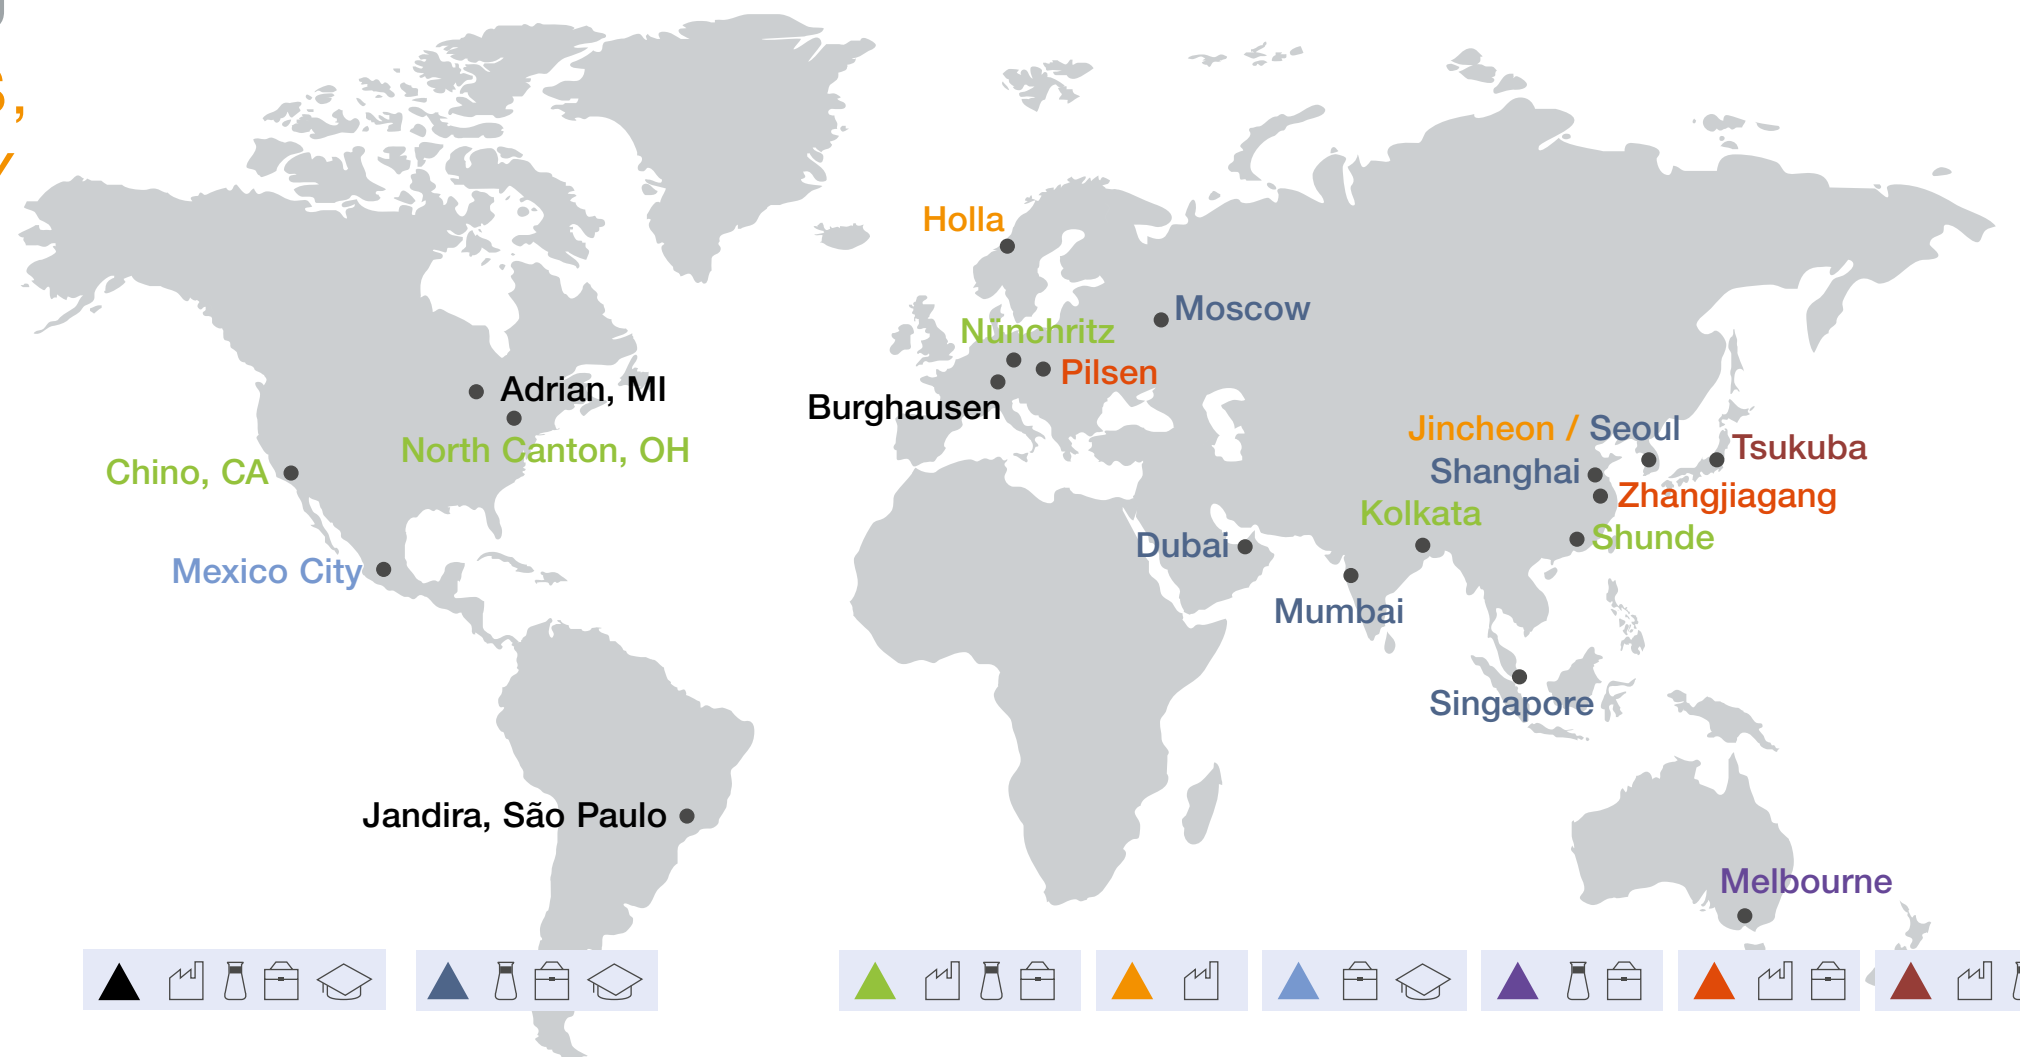 Holla
Moscow
Nünchritz
Pilsen
Adrian, MI
Burghausen
Jincheon / Seoul
North Canton, OH
Tsukuba
Chino, CA
Shanghai
Zhangjiagang
Kolkata
Shunde
Dubai
Mexico City
Mumbai
Singapore
Jandira, São Paulo
Melbourne